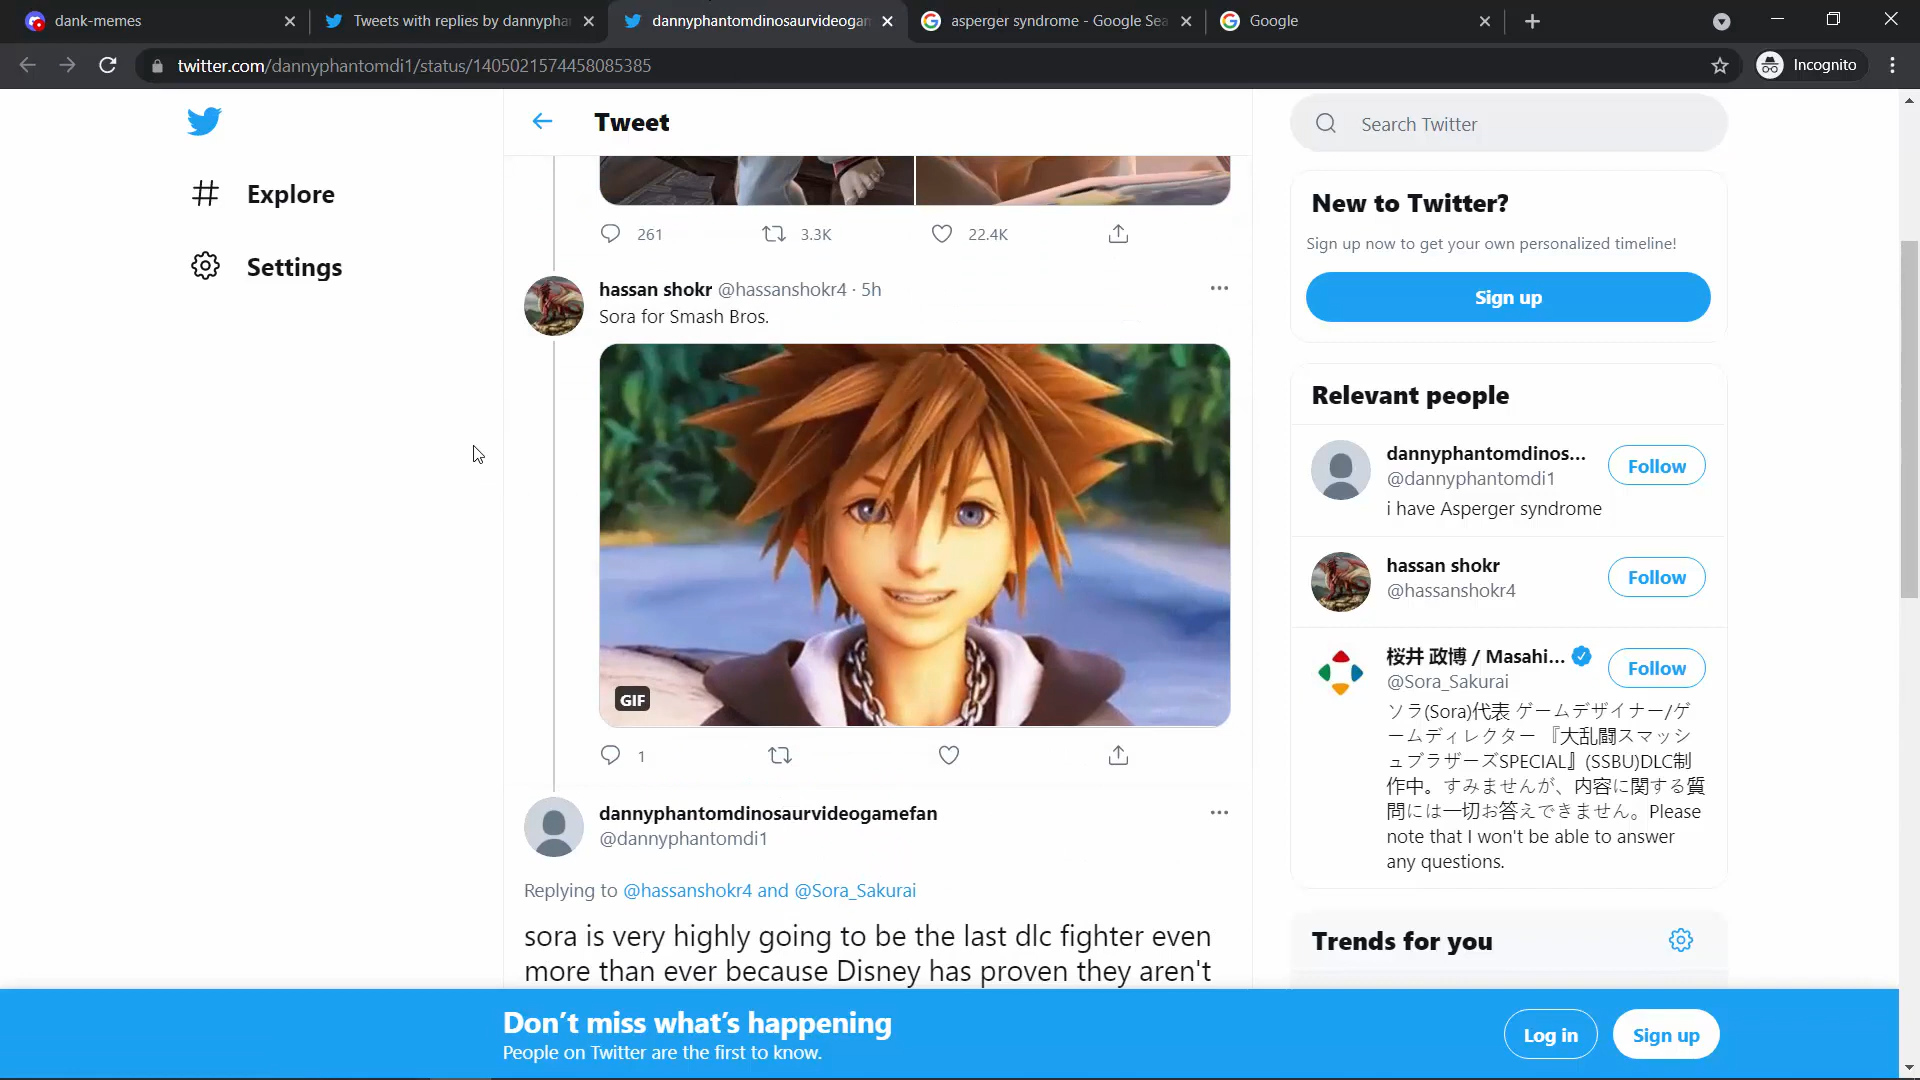 dank-memes
Tweets with replies by dannypha
dannyphantomdinosaurvideogam
asperger syndrome - Google Sea
Google
twitter.com/dannyphantomdi1/status/1405021574458085385
Incognito
Explore
Settings
Tweet
261
3.3K
22.4K
hassan shokr @hassanshokr4 · 5h
Sora for Smash Bros.
GIF
1
dannyphantomdinosaurvideogamefan
@dannyphantomdi1
Replying to @hassanshokr4 and @Sora_Sakurai
sora is very highly going to be the last dlc fighter even
more than ever because Disney has proven they aren't
Search Twitter
New to Twitter?
Sign up now to get your own personalized timeline!
Sign up
Relevant people
dannyphantomdinos...
@dannyphantomdi1
Follow
i have Asperger syndrome
hassan shokr
@hassanshokr4
Follow
桜井 政博 / Masahi...
@Sora_Sakurai
Follow
ソラ(Sora)代表 ゲームデザイナー/ゲ
ームディレクター 『大乱闘スマッシ
ュブラザーズSPECIAL』(SSBU)DLC制
作中。すみませんが、内容に関する質
問には一切お答えできません。Please
note that I won't be able to answer
any questions.
Trends for you
Don't miss what's happening
People on Twitter are the first to know.
Log in
Sign up